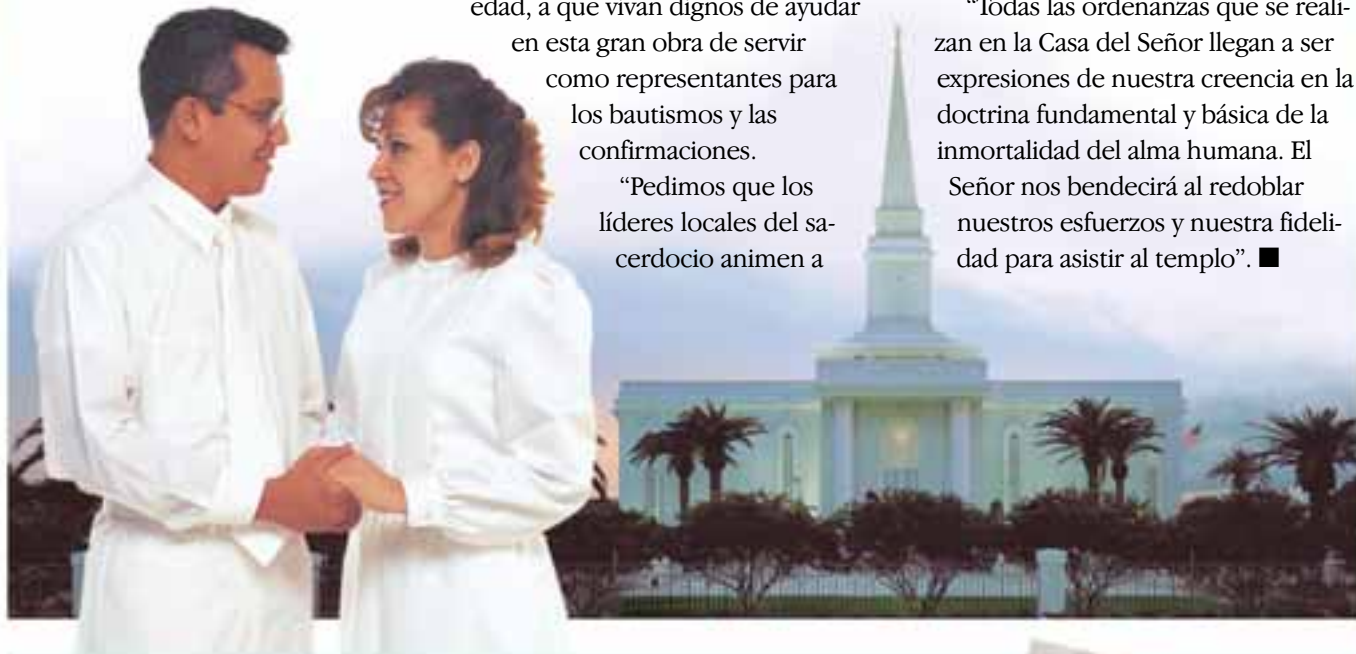 edad, a que vivan dignos de ayudar
en esta gran obra de servir
como representantes para
los bautismos y las
confirmaciones.
“Pedimos que los
líderes locales del sa-
cerdocio animen a
“Todas las ordenanzas que se reali-
zan en la Casa del Señor llegan a ser
expresiones de nuestra creencia en la
doctrina fundamental y básica de la
inmortalidad del alma humana. El
Señor nos bendecirá al redoblar
nuestros esfuerzos y nuestra fideli-
dad para asistir al templo”. ■